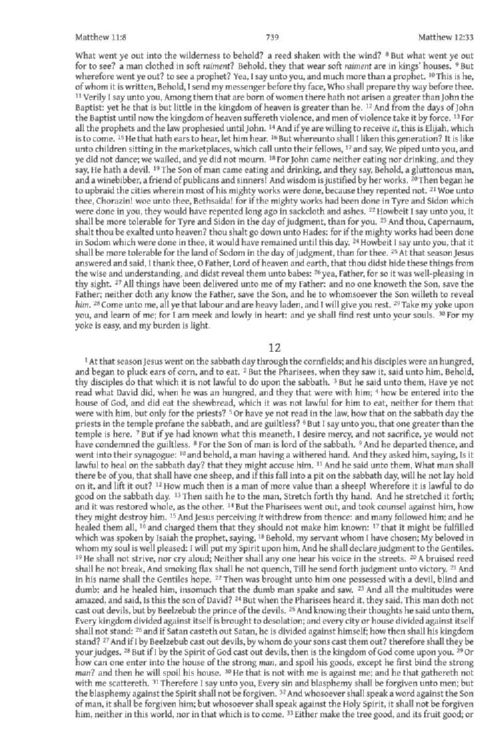 Matthew 11:8 739 Matthew 12:33
What went ye out into the wilderness to behold? a reed shaken with the wind? 8 But what went ye out
for to see? a man clothed in soft raiment? Behold, they that wear soft raiment are in kings' houses. 9 But
wherefore went ye out? to see a prophet? Yea, I say unto you, and much more than a prophet. 10 This is he,
of whom it is written, Behold, I send my messenger before thy face, Who shall prepare thy way before thee.
11 Verily I say unto you, Among them that are born of women there hath not arisen a greater than John the
Baptist: yet he that is but little in the kingdom of heaven is greater than he. 12 And from the days of John
the Baptist until now the kingdom of heaven suffereth violence, and men of violence take it by force. 13 For
all the prophets and the law prophesied until John. 14 And if ye are willing to receive it, this is Elijah, which
is to come. 15 He that hath ears to hear, let him hear. 16 But whereunto shall I liken this generation? It is like
unto children sitting in the marketplaces, which call unto their fellows, 17 and say, We piped unto you, and
ye did not dance; we wailed, and ye did not mourn. 18 For John came neither eating nor drinking, and they
say, He hath a devil. 19 The Son of man came eating and drinking, and they say, Behold, a gluttonous man,
and a winebibber, a friend of publicans and sinners! And wisdom is justified by her works. 20 Then began he
to upbraid the cities wherein most of his mighty works were done, because they repented not. 21 Woe unto
thee, Chorazin! woe unto thee, Bethsaida! for if the mighty works had been done in Tyre and Sidon which
were done in you, they would have repented long ago in sackcloth and ashes. 22 Howbeit I say unto you, it
shall be more tolerable for Tyre and Sidon in the day of judgment, than for you. 23 And thou, Capernaum,
shalt thou be exalted unto heaven? thou shalt go down unto Hades: for if the mighty works had been done
in Sodom which were done in thee, it would have remained until this day. 24 Howbeit I say unto you, that it
shall be more tolerable for the land of Sodom in the day of judgment, than for thee. 25 At that season Jesus
answered and said, I thank thee, O Father, Lord of heaven and earth, that thou didst hide these things from
the wise and understanding, and didst reveal them unto babes: 26 yea, Father, for so it was well-pleasing in
thy sight. 27 All things have been delivered unto me of my Father: and no one knoweth the Son, save the
Father; neither doth any know the Father, save the Son, and he to whomsoever the Son willeth to reveal
him. 28 Come unto me, all ye that labour and are heavy laden, and I will give you rest. 29 Take my yoke upon
you, and learn of me; for I am meek and lowly in heart: and ye shall find rest unto your souls. 30 For my
yoke is easy, and my burden is light.
12
1 At that season Jesus went on the sabbath day through the cornfields; and his disciples were an hungred,
and began to pluck ears of corn, and to eat. 2 But the Pharisees, when they saw it, said unto him, Behold,
thy disciples do that which it is not lawful to do upon the sabbath. 3 But he said unto them, Have ye not
read what David did, when he was an hungred, and they that were with him; 4 how he entered into the
house of God, and did eat the shewbread, which it was not lawful for him to eat, neither for them that
were with him, but only for the priests? 5 Or have ye not read in the law, how that on the sabbath day the
priests in the temple profane the sabbath, and are guiltless? 6 But I say unto you, that one greater than the
temple is here. 7 But if ye had known what this meaneth, I desire mercy, and not sacrifice, ye would not
have condemned the guiltless. 8 For the Son of man is lord of the sabbath. 9 And he departed thence, and
went into their synagogue: 10 and behold, a man having a withered hand. And they asked him, saying, Is it
lawful to heal on the sabbath day? that they might accuse him. 11 And he said unto them, What man shall
there be of you, that shall have one sheep, and if this fall into a pit on the sabbath day, will he not lay hold
on it, and lift it out? 12 How much then is a man of more value than a sheep! Wherefore it is lawful to do
good on the sabbath day. 13 Then saith he to the man, Stretch forth thy hand. And he stretched it forth;
and it was restored whole, as the other. 14 But the Pharisees went out, and took counsel against him, how
they might destroy him. 15 And Jesus perceiving it withdrew from thence: and many followed him; and he
healed them all, 16 and charged them that they should not make him known: 17 that it might be fulfilled
which was spoken by Isaiah the prophet, saying, 18 Behold, my servant whom I have chosen; My beloved in
whom my soul is well pleased: I will put my Spirit upon him, And he shall declare judgment to the Gentiles.
19 He shall not strive, nor cry aloud; Neither shall any one hear his voice in the streets. 20 A bruised reed
shall he not break, And smoking flax shall he not quench, Till he send forth judgment unto victory. 21 And
in his name shall the Gentiles hope. 22 Then was brought unto him one possessed with a devil, blind and
dumb: and he healed him, insomuch that the dumb man spake and saw. 23 And all the multitudes were
amazed, and said, Is this the son of David? 24 But when the Pharisees heard it, they said, This man doth not
cast out devils, but by Beelzebub the prince of the devils. 25 And knowing their thoughts he said unto them,
Every kingdom divided against itself is brought to desolation; and every city or house divided against itself
shall not stand: 26 and if Satan casteth out Satan, he is divided against himself; how then shall his kingdom
stand? 27 And if I by Beelzebub cast out devils, by whom do your sons cast them out? therefore shall they be
your judges. 28 But if I by the Spirit of God cast out devils, then is the kingdom of God come upon you. 29 Or
how can one enter into the house of the strong man, and spoil his goods, except he first bind the strong
man? and then he will spoil his house. 30 He that is not with me is against me; and he that gathereth not
with me scattereth. 31 Therefore I say unto you, Every sin and blasphemy shall be forgiven unto men; but
the blasphemy against the Spirit shall not be forgiven. 32 And whosoever shall speak a word against the Son
of man, it shall be forgiven him; but whosoever shall speak against the Holy Spirit, it shall not be forgiven
him, neither in this world, nor in that which is to come. 33 Either make the tree good, and its fruit good; or